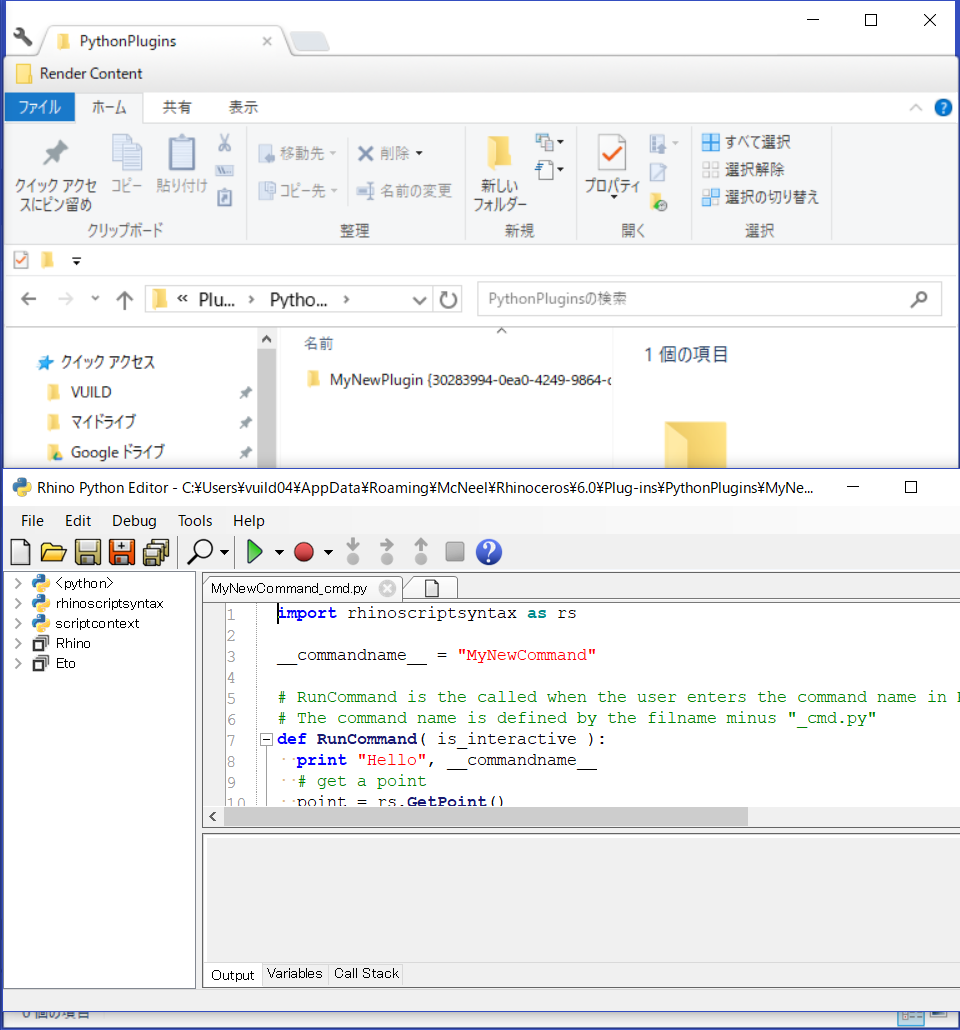 PythonPlugins
Render Content
ファイル ホーム 共有 表示
クイック アクセスにピン留め
コピー
貼り付け
クリップボード
移動先
コピー先
削除
名前の変更
整理
新しいフォルダー
新規
プロパティ
開く
すべて選択
選択解除
選択の切り替え
選択
« Plu... › Pytho... ›
PythonPluginsの検索
クイック アクセス
VUILD
マイドライブ
Google ドライブ
名前
MyNewPlugin {30283994-0ea0-4249-9864-
1 個の項目
Rhino Python Editor - C:¥Users¥vuild04¥AppData¥Roaming¥McNeel¥Rhinoceros¥6.0¥Plug-ins¥PythonPlugins¥MyNe...
File Edit Debug Tools Help
<python>
rhinoscriptsyntax
scriptcontext
Rhino
Eto
MyNewCommand_cmd.py
1 import rhinoscriptsyntax as rs
2
3 __commandname__ = "MyNewCommand"
4
5 # RunCommand is the called when the user enters the command name in
6 # The command name is defined by the filname minus "_cmd.py"
7 def RunCommand( is_interactive ):
8 print "Hello", __commandname__
9 # get a point
10 point = rs.GetPoint()
Output Variables Call Stack
0 個の項目